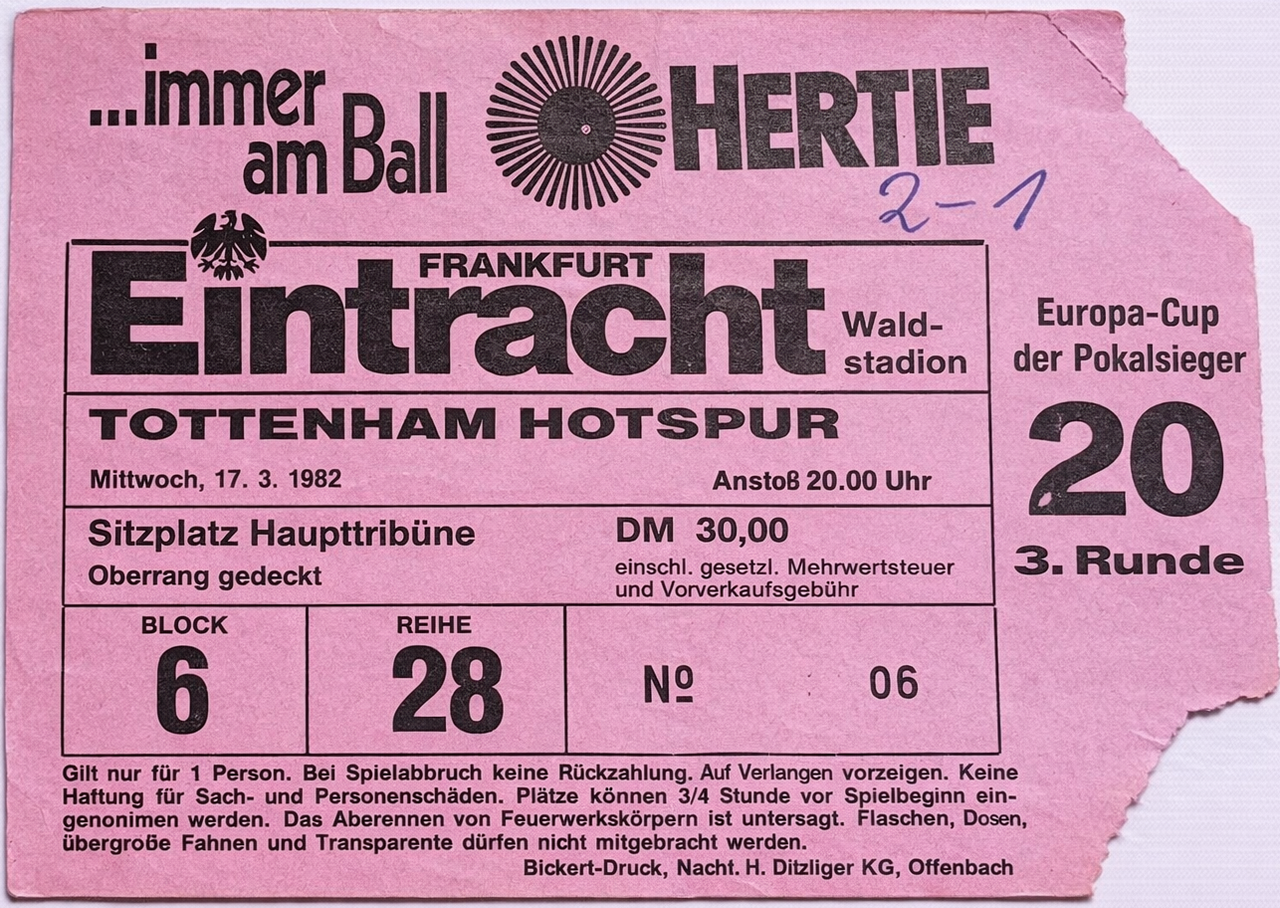 ...immer
am Ball
HERTIE
2-1
FRANKFURT
Eintracht
Wald-
stadion
TOTTENHAM HOTSPUR
Mittwoch, 17. 3. 1982 Anstoß 20.00 Uhr
Sitzplatz Haupttribüne DM 30,00
Oberrang gedeckt
einschl. gesetzl. Mehrwertsteuer
und Vorverkaufsgebühr
BLOCK
6
REIHE
28
Nº 06
Europa-Cup
der Pokalsieger
20
3. Runde
Gilt nur für 1 Person. Bei Spielabbruch keine Rückzahlung. Auf Verlangen vorzeigen. Keine
Haftung für Sach- und Personenschäden. Plätze können 3/4 Stunde vor Spielbeginn ein-
genonimen werden. Das Aberennen von Feuerwerkskörpern ist untersagt. Flaschen, Dosen,
übergroße Fahnen und Transparente dürfen nicht mitgebracht werden.
Bickert-Druck, Nacht. H. Ditzliger KG, Offenbach